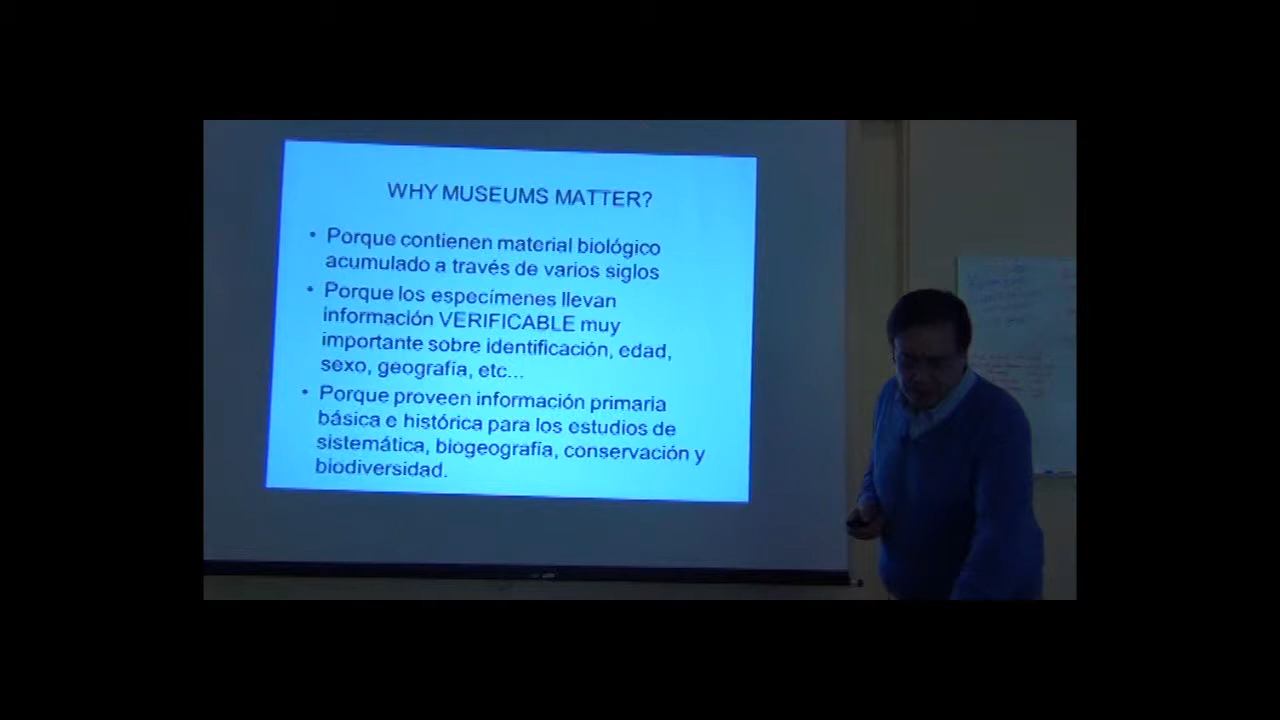 WHY MUSEUMS MATTER?
• Porque contienen material biológico
acumulado a través de varios siglos
• Porque los especímenes llevan
información VERIFICABLE muy
importante sobre identificación, edad,
sexo, geografía, etc...
• Porque proveen información primaria
básica e histórica para los estudios de
sistemática, biogeografía, conservación y
biodiversidad.